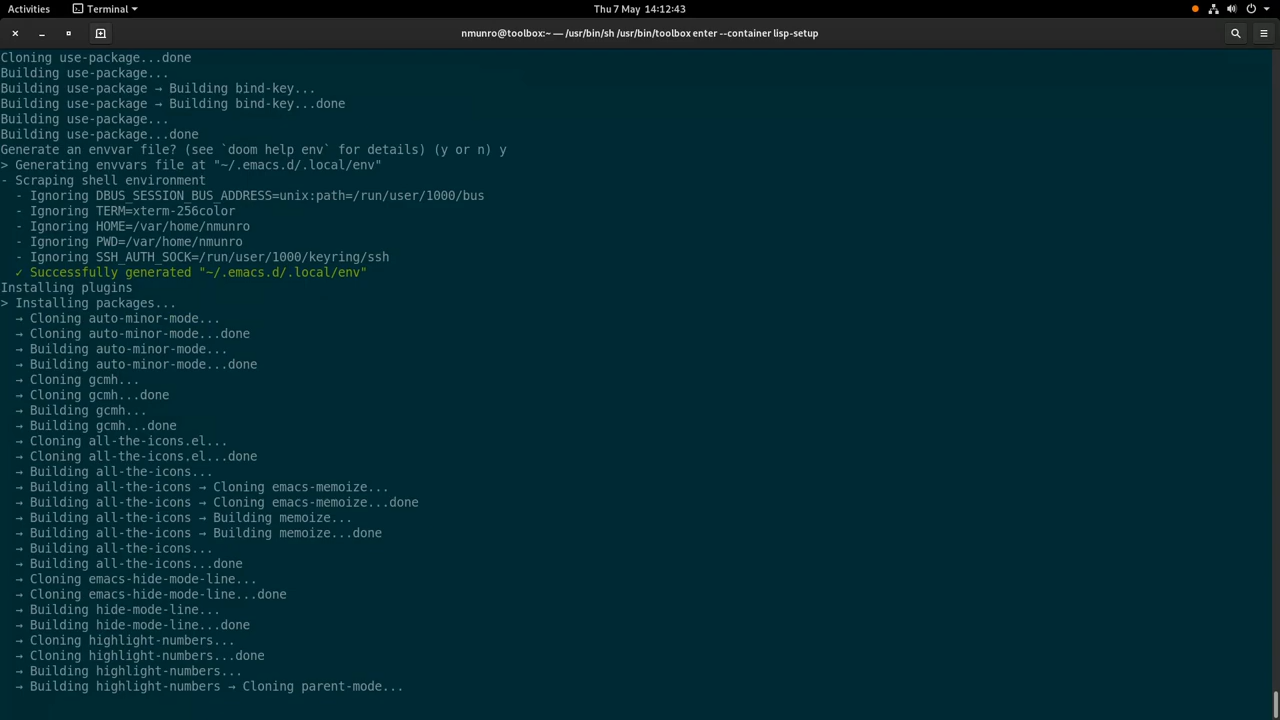 Activities Terminal Thu 7 May 14:12:43
nmunro@toolbox:~ — /usr/bin/sh /usr/bin/toolbox enter --container lisp-setup
Cloning use-package...done
Building use-package...
Building use-package → Building bind-key...
Building use-package → Building bind-key...done
Building use-package...
Building use-package...done
Generate an envvar file? (see `doom help env` for details) (y or n) y
> Generating envvars file at "~/.emacs.d/.local/env"
- Scraping shell environment
- Ignoring DBUS_SESSION_BUS_ADDRESS=unix:path=/run/user/1000/bus
- Ignoring TERM=xterm-256color
- Ignoring HOME=/var/home/nmunro
- Ignoring PWD=/var/home/nmunro
- Ignoring SSH_AUTH_SOCK=/run/user/1000/keyring/ssh
✓ Successfully generated "~/.emacs.d/.local/env"
Installing plugins
> Installing packages...
→ Cloning auto-minor-mode...
→ Cloning auto-minor-mode...done
→ Building auto-minor-mode...
→ Building auto-minor-mode...done
→ Cloning gcmh...
→ Cloning gcmh...done
→ Building gcmh...
→ Building gcmh...done
→ Cloning all-the-icons.el...
→ Cloning all-the-icons.el...done
→ Building all-the-icons...
→ Building all-the-icons → Cloning emacs-memoize...
→ Building all-the-icons → Cloning emacs-memoize...done
→ Building all-the-icons → Building memoize...
→ Building all-the-icons → Building memoize...done
→ Building all-the-icons...
→ Building all-the-icons...done
→ Cloning emacs-hide-mode-line...
→ Cloning emacs-hide-mode-line...done
→ Building hide-mode-line...
→ Building hide-mode-line...done
→ Cloning highlight-numbers...
→ Cloning highlight-numbers...done
→ Building highlight-numbers...
→ Building highlight-numbers → Cloning parent-mode...